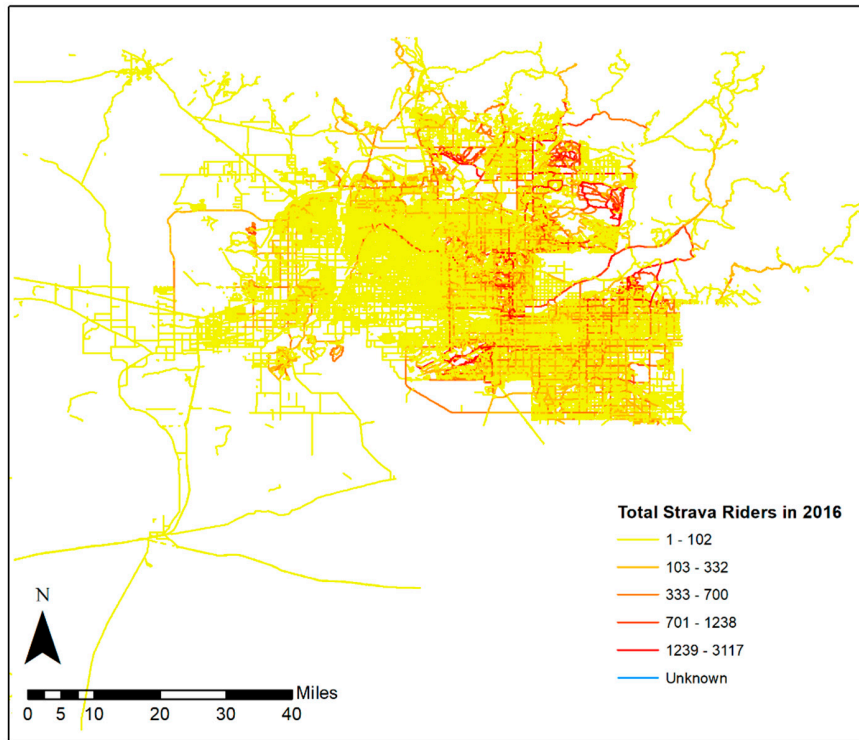 Total Strava Riders in 2016
1 - 102
103 - 332
333 - 700
701 - 1238
1239 - 3117
Unknown
N
Miles
0 5 10 20 30 40